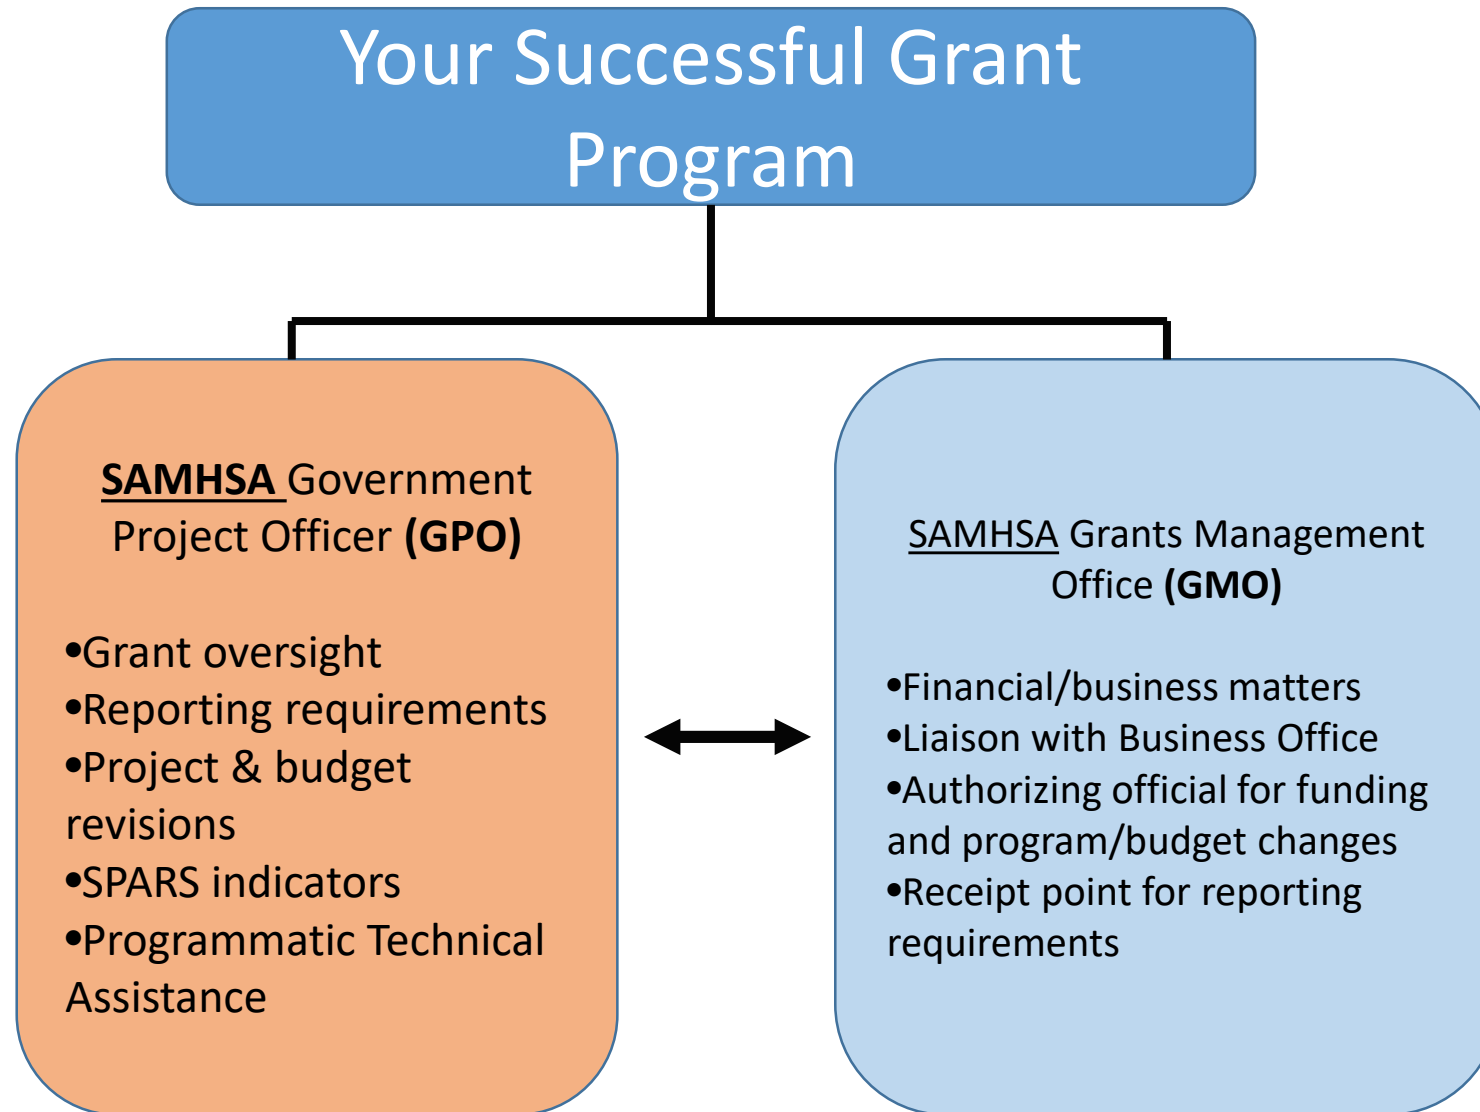 Your Successful Grant
Program
SAMHSA Government
Project Officer (GPO)
•Grant oversight
•Reporting requirements
•Project & budget
revisions
•SPARS indicators
•Programmatic Technical
Assistance
SAMHSA Grants Management
Office (GMO)
•Financial/business matters
•Liaison with Business Office
•Authorizing official for funding
and program/budget changes
•Receipt point for reporting
requirements